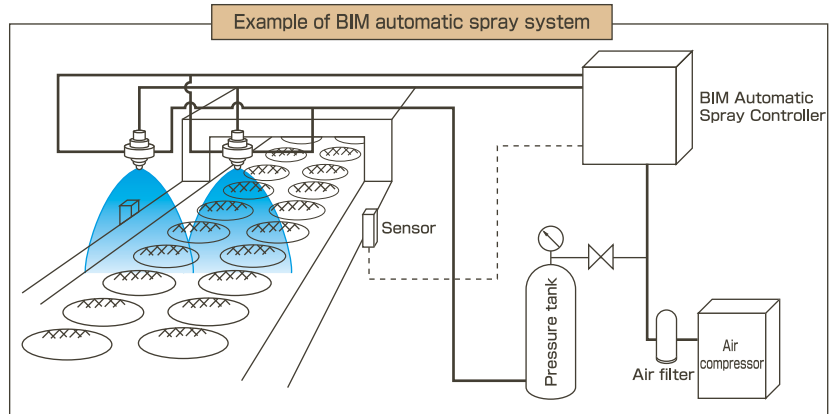 Example of BIM automatic spray system
BIM Automatic
Spray Controller
Sensor
Pressure tank
Air filter
Air
compressor